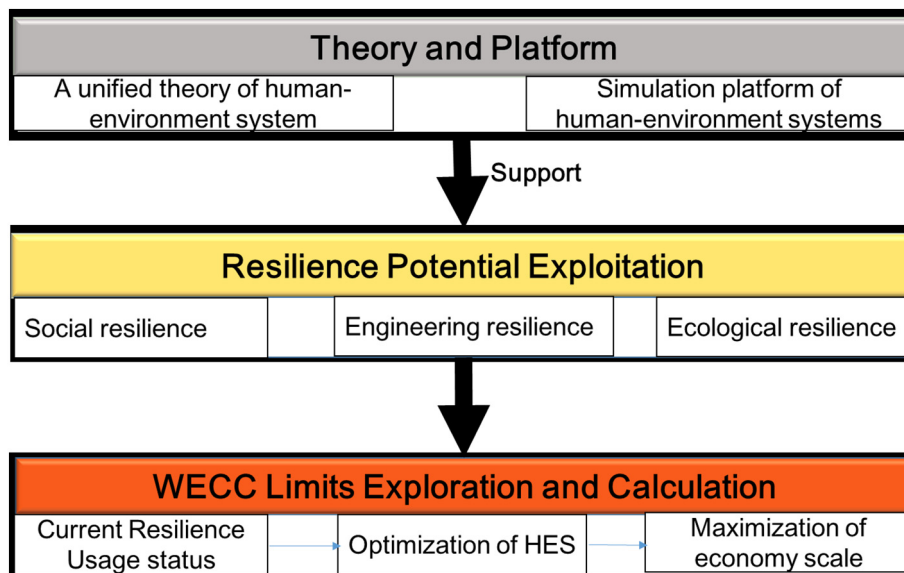 Theory and Platform
A unified theory of human-
environment system
Simulation platform of
human-environment systems
Support
Resilience Potential Exploitation
Social resilience
Engineering resilience
Ecological resilience
WECC Limits Exploration and Calculation
Current Resilience
Usage status
Optimization of HES
Maximization of
economy scale